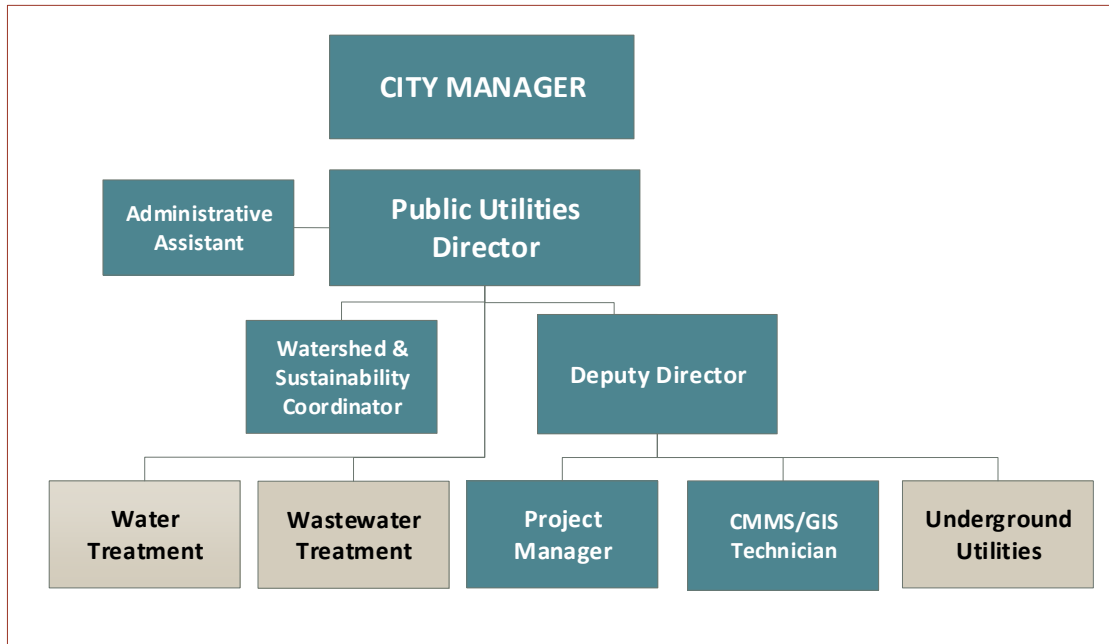 CITY MANAGER
Administrative
Assistant
Public Utilities
Director
Watershed &
Sustainability
Coordinator
Deputy Director
Water
Treatment
Wastewater
Treatment
Project
Manager
CMMS/GIS
Technician
Underground
Utilities